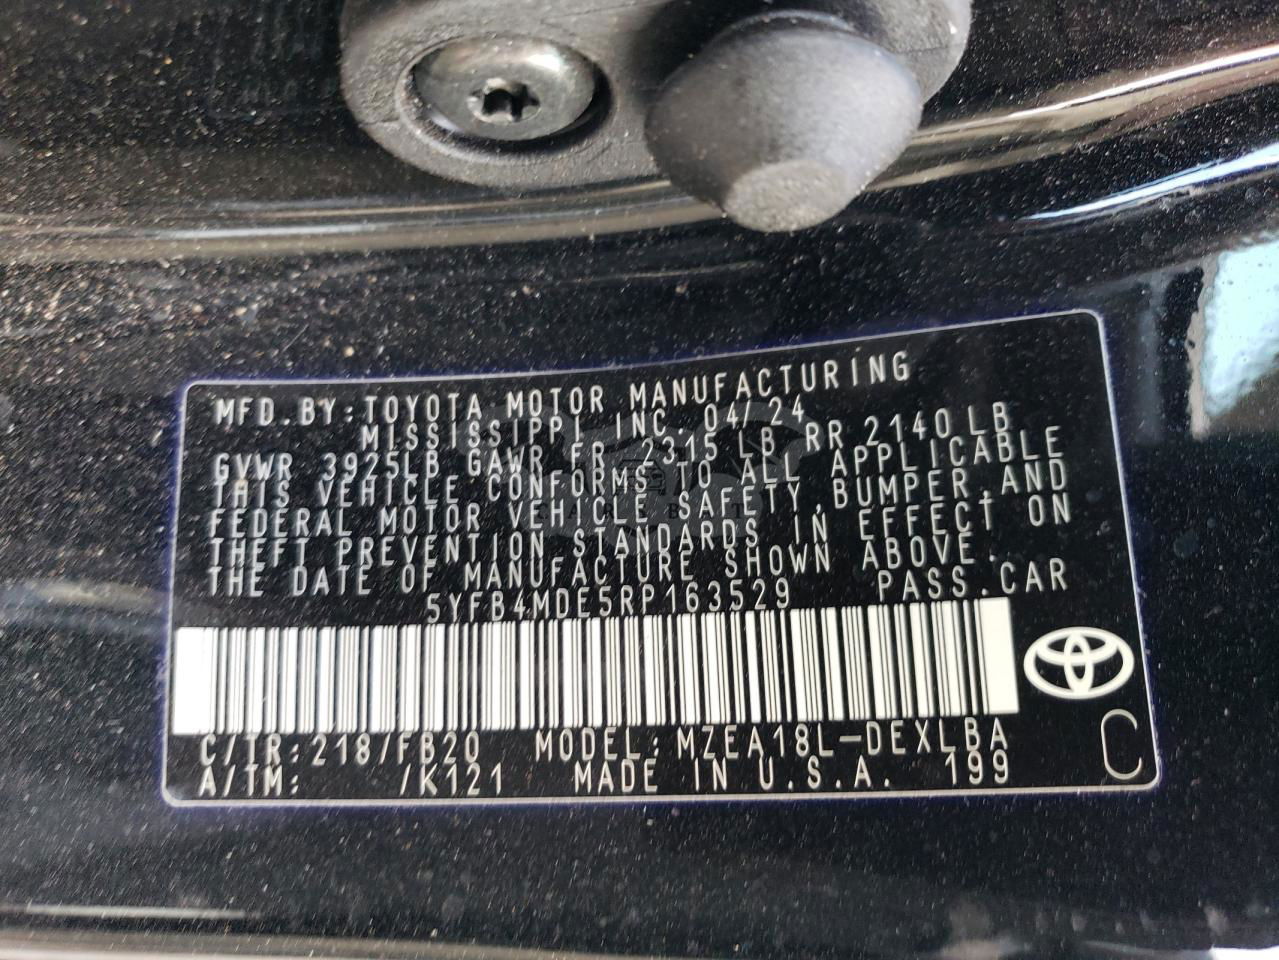 MFD.BY:TOYOTA MOTOR MANUFACTURING
MISSISSIPPI, INC. 04/24
GVWR 3925LB GAWR FR 2315 LB RR 2140 LB
THIS VEHICLE CONFORMS TO ALL APPLICABLE
FEDERAL MOTOR VEHICLE SAFETY,BUMPER,AND
THEFT PREVENTION STANDARDS IN EFFECT ON
THE DATE OF MANUFACTURE SHOWN ABOVE.
5YFB4MDE5RP163529 PASS.CAR
C/TR:218/FB20 MODEL:MZEA18L-DEXLBA
A/TM: /K121 MADE IN U.S.A. 199
C